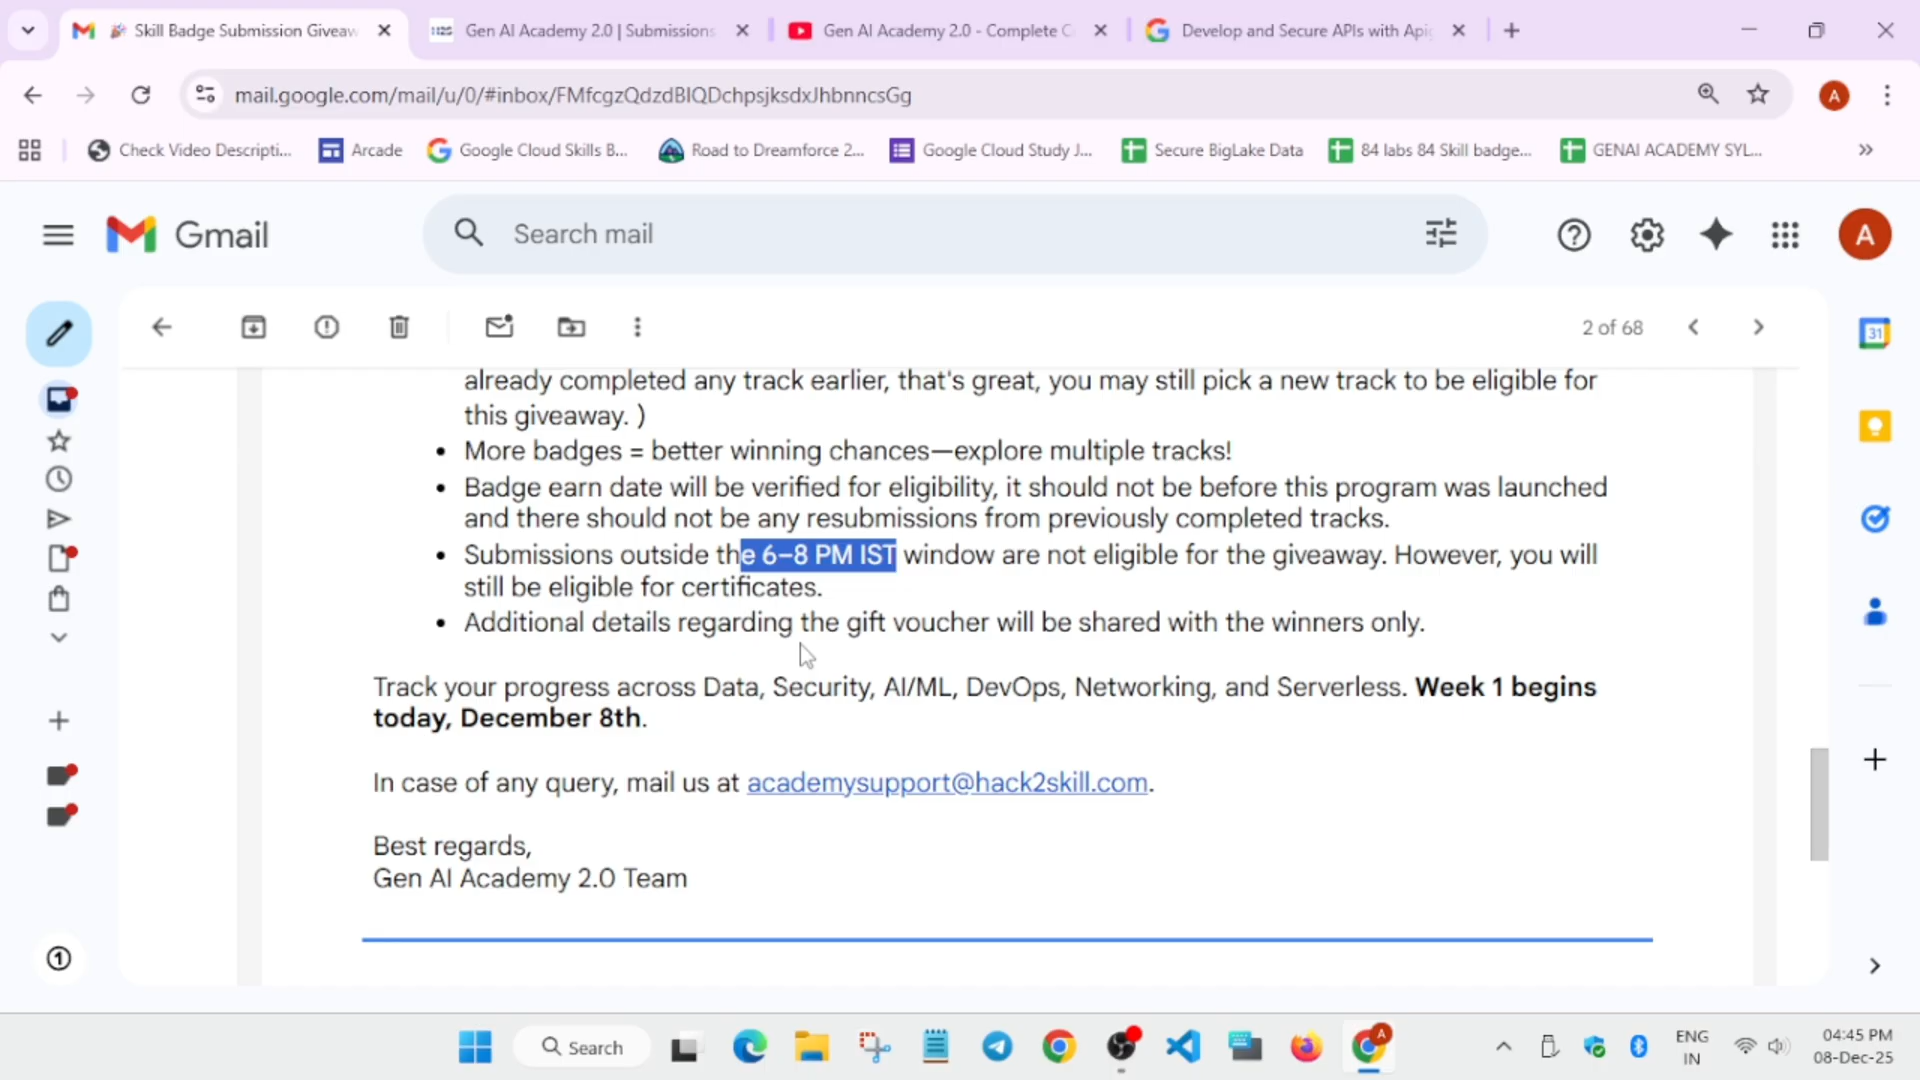 Skill Badge Submission Giveaw
Gen AI Academy 2.0 | Submissions
Gen AI Academy 2.0 - Complete C
Develop and Secure APIs with Apig
mail.google.com/mail/u/0/#inbox/FMfcgzQdzdBlQDchpsjksdxJhbnncsGg
A
Check Video Descripti...
Arcade
Google Cloud Skills B...
Road to Dreamforce 2...
Google Cloud Study J...
Secure BigLake Data
84 labs 84 Skill badge...
GENAI ACADEMY SYL...
Gmail
Search mail
A
2 of 68
31
already completed any track earlier, that's great, you may still pick a new track to be eligible for
this giveaway. )
• More badges = better winning chances—explore multiple tracks!
• Badge earn date will be verified for eligibility, it should not be before this program was launched
and there should not be any resubmissions from previously completed tracks.
• Submissions outside the 6–8 PM IST window are not eligible for the giveaway. However, you will
still be eligible for certificates.
• Additional details regarding the gift voucher will be shared with the winners only.
Track your progress across Data, Security, AI/ML, DevOps, Networking, and Serverless. Week 1 begins
today, December 8th.
In case of any query, mail us at academysupport@hack2skill.com.
Best regards,
Gen AI Academy 2.0 Team
1
Search
A
ENG
IN
04:45 PM
08-Dec-25